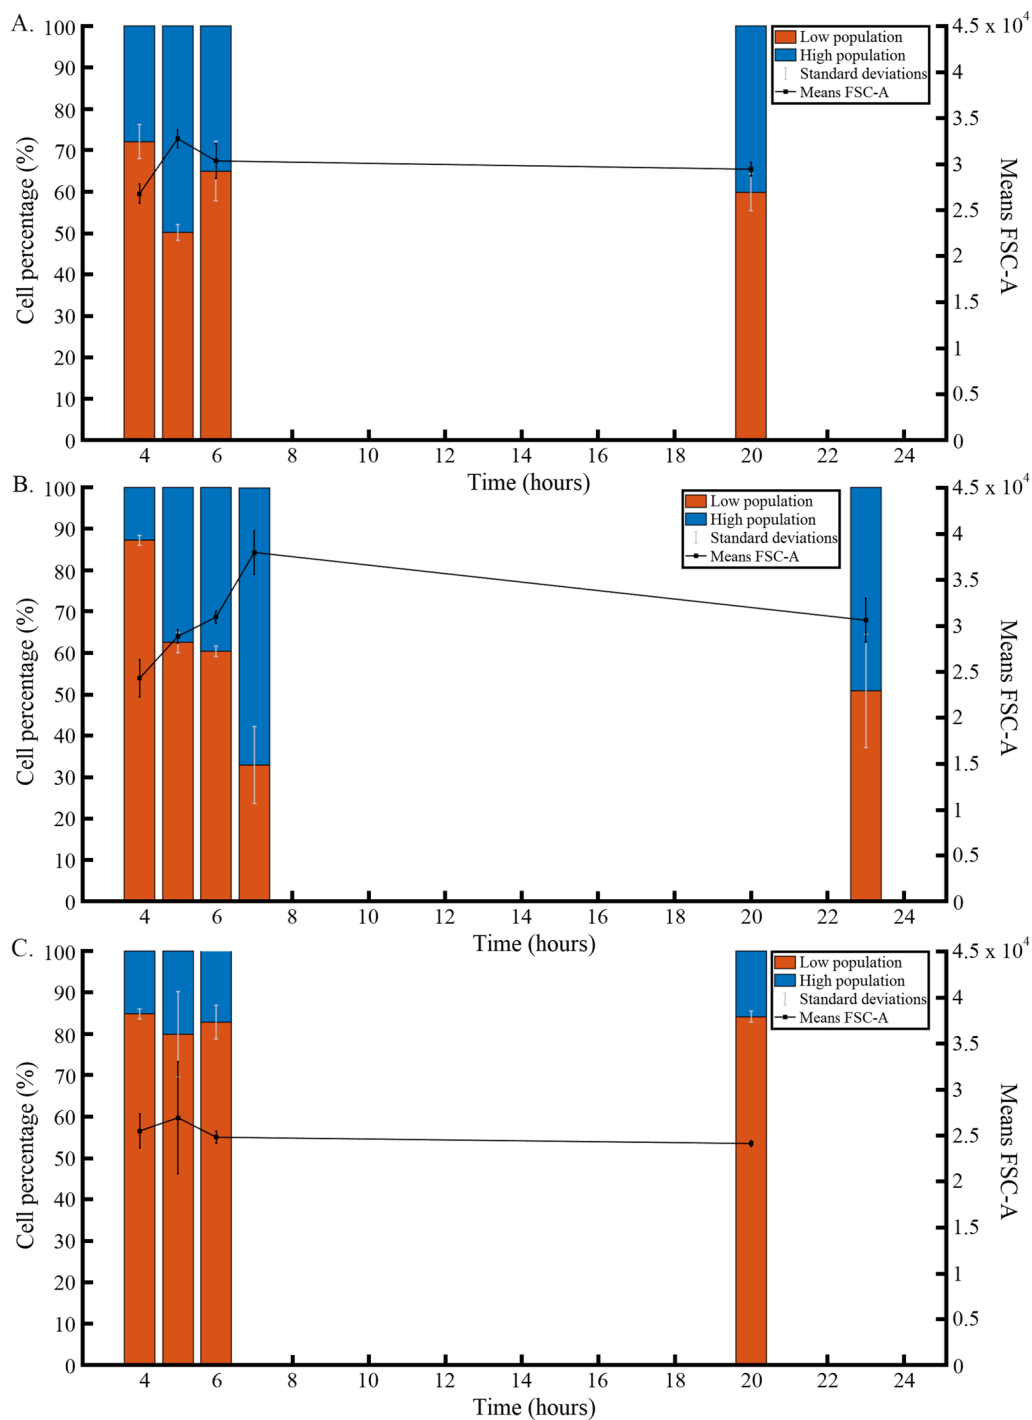 A.
Cell percentage (%)
100
90
80
70
60
50
40
30
20
10
0
4 6 8 10 12 14 16 18 20 22 24
Time (hours)
4.5 x 10⁴
4
3.5
3
2.5
2
1.5
1
0.5
0
Means FSC-A
Low population
High population
Standard deviations
Means FSC-A
B.
Cell percentage (%)
100
90
80
70
60
50
40
30
20
10
0
4 6 8 10 12 14 16 18 20 22 24
Time (hours)
4.5 x 10⁴
4
3.5
3
2.5
2
1.5
1
0.5
0
Means FSC-A
Low population
High population
Standard deviations
Means FSC-A
C.
Cell percentage (%)
100
90
80
70
60
50
40
30
20
10
0
4 6 8 10 12 14 16 18 20 22 24
Time (hours)
4.5 x 10⁴
4
3.5
3
2.5
2
1.5
1
0.5
0
Means FSC-A
Low population
High population
Standard deviations
Means FSC-A